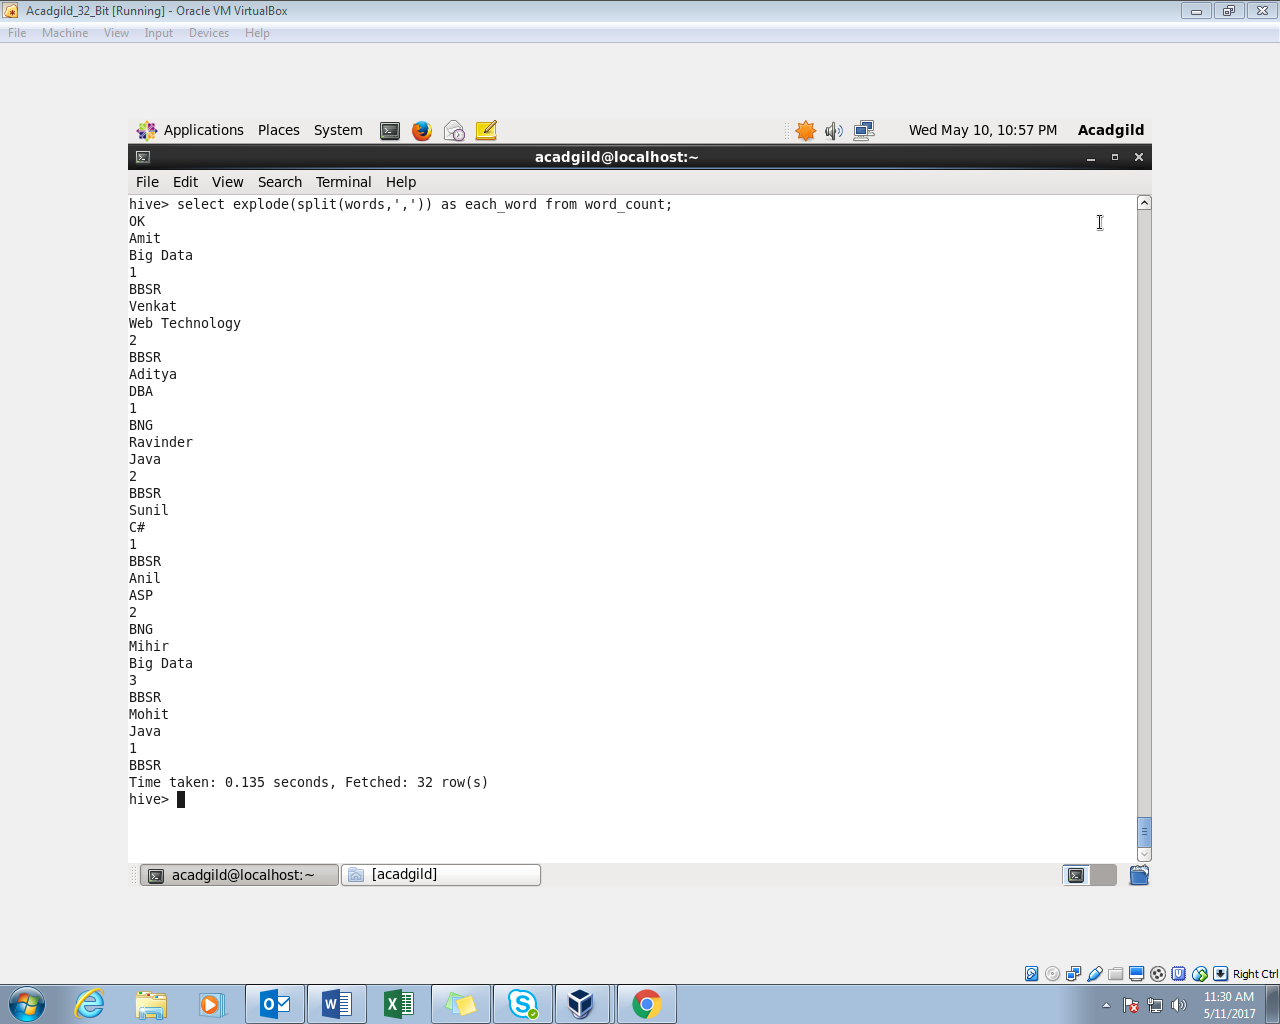 Acadgild_32_Bit [Running] - Oracle VM VirtualBox
File Machine View Input Devices Help
Applications Places System Wed May 10, 10:57 PM Acadgild
acadgild@localhost:~
File Edit View Search Terminal Help
hive> select explode(split(words,',')) as each_word from word_count;
OK
Amit
Big Data
1
BBSR
Venkat
Web Technology
2
BBSR
Aditya
DBA
1
BNG
Ravinder
Java
2
BBSR
Sunil
C#
1
BBSR
Anil
ASP
2
BNG
Mihir
Big Data
3
BBSR
Mohit
Java
1
BBSR
Time taken: 0.135 seconds, Fetched: 32 row(s)
hive>
acadgild@localhost:~ [acadgild]
Right Ctrl
11:30 AM
5/11/2017